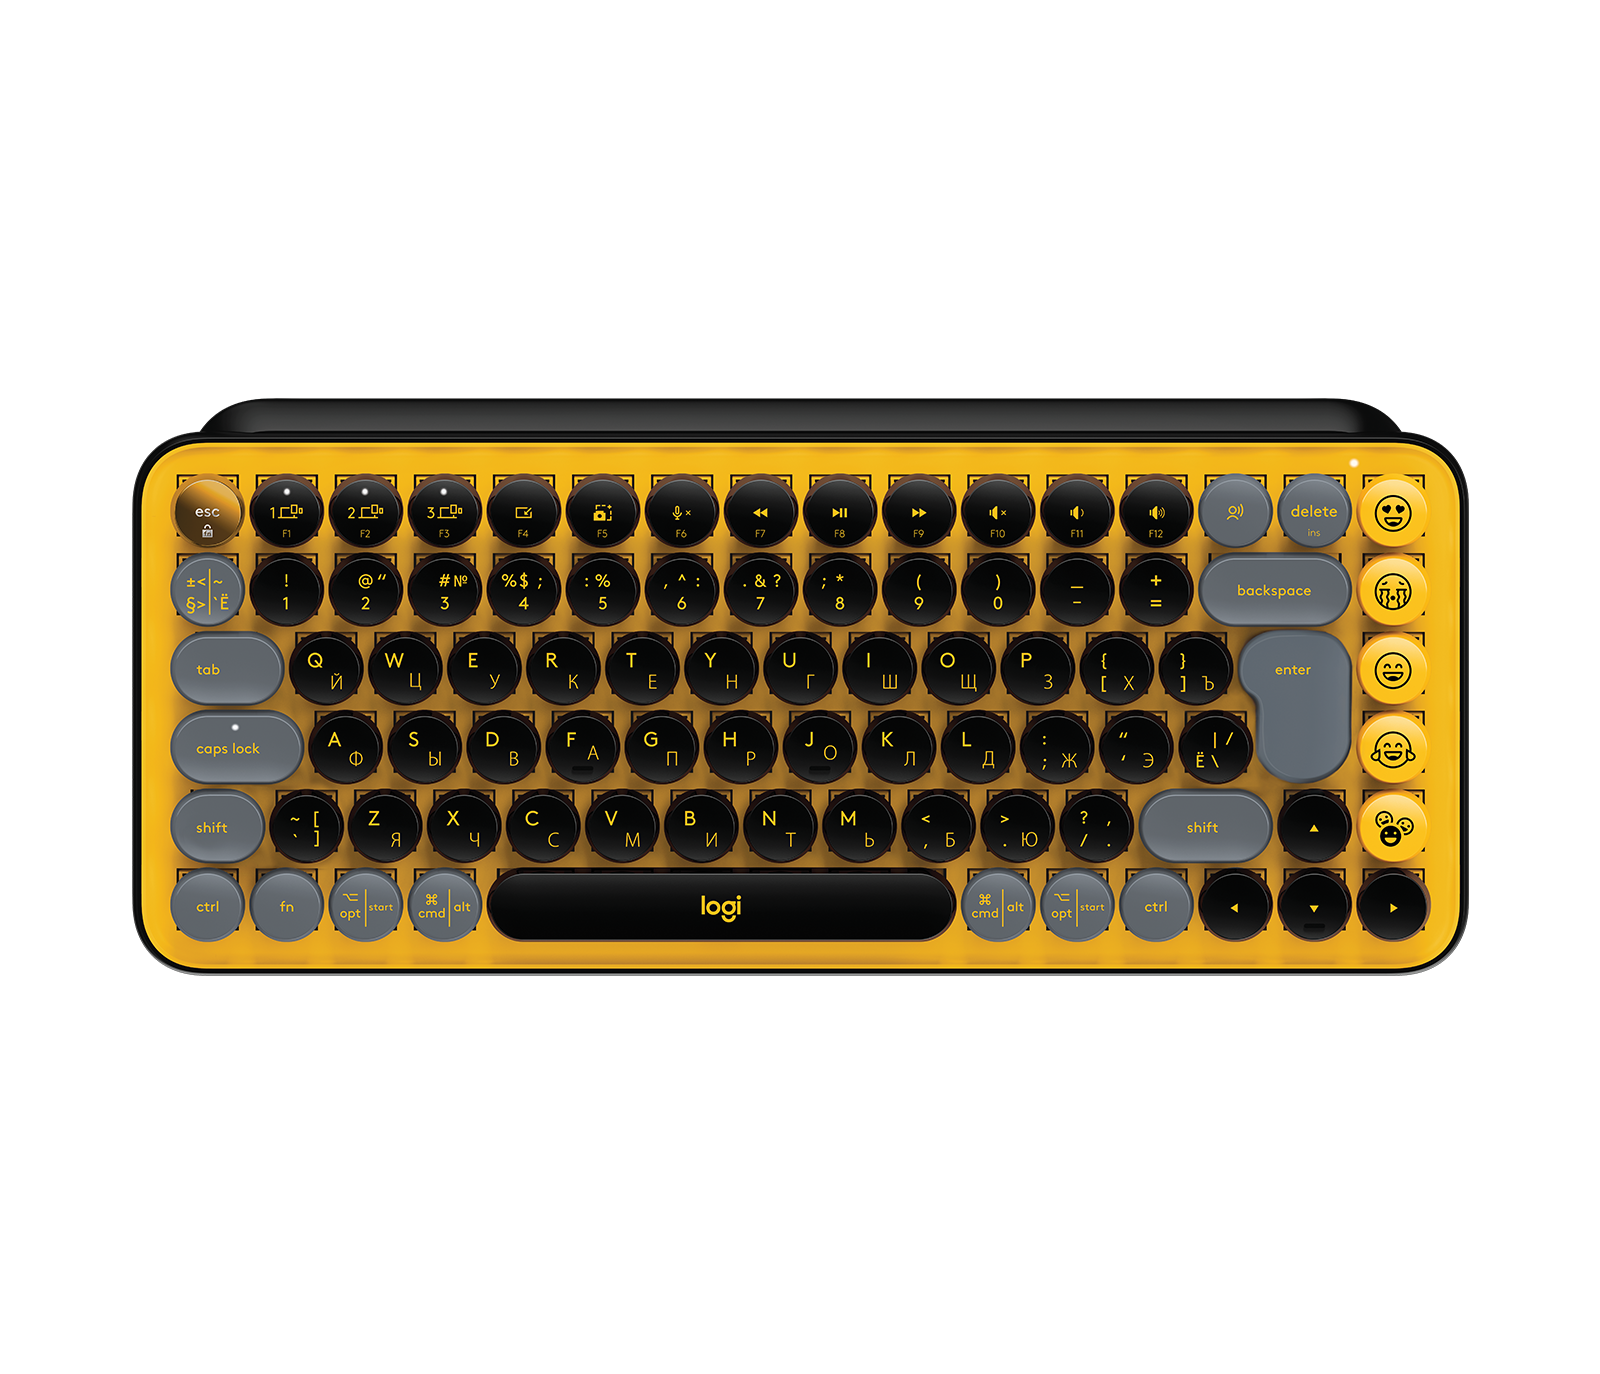 esc 1 2 3
F1 F2 F3 F4 F5 F6 F7 F8 F9 F10 F11 F12 delete ins
±< ~ ! @ “ # № %$ ; : % , ^ : . & ? ; * ( ) _ + backspace
§> ` Ё 1 2 3 4 5 6 7 8 9 0 - =
tab Q W E R T Y U I O P { } enter
Й Ц У К Е Н Г Ш Щ З [ Х ] Ъ
caps lock A S D F G H J K L : “ | /
Ф Ы В А П Р О Л Д ; Ж ‘ Э Ё \
shift ~ [ Z X C V B N M < > ? , shift
` ] Я Ч С М И Т Ь , Б . Ю / .
ctrl fn ⌥ opt start ⌘ cmd alt logi ⌘ cmd alt ⌥ opt start ctrl